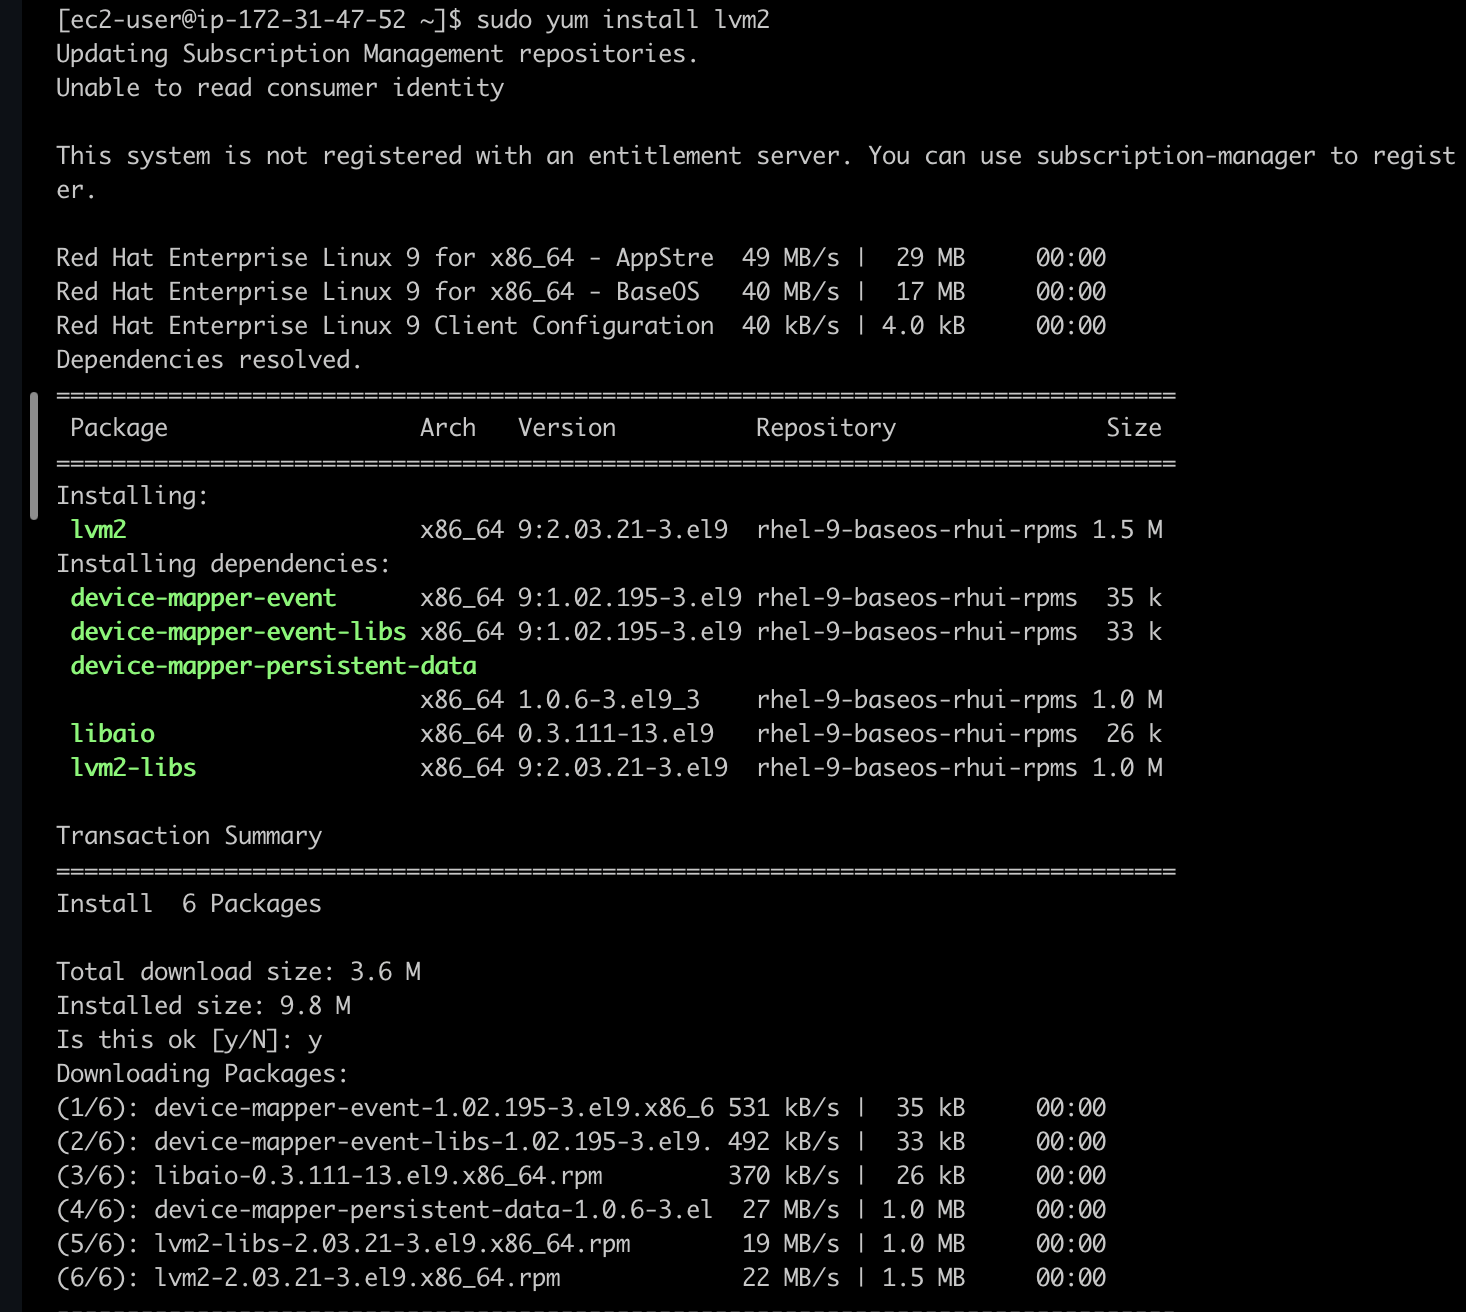 [ec2-user@ip-172-31-47-52 ~]$ sudo yum install lvm2
Updating Subscription Management repositories.
Unable to read consumer identity

This system is not registered with an entitlement server. You can use subscription-manager to regist
er.

Red Hat Enterprise Linux 9 for x86_64 - AppStre  49 MB/s |  29 MB     00:00
Red Hat Enterprise Linux 9 for x86_64 - BaseOS   40 MB/s |  17 MB     00:00
Red Hat Enterprise Linux 9 Client Configuration  40 kB/s | 4.0 kB     00:00
Dependencies resolved.
================================================================================
 Package                  Arch   Version          Repository               Size
================================================================================
Installing:
 lvm2                     x86_64 9:2.03.21-3.el9  rhel-9-baseos-rhui-rpms 1.5 M
Installing dependencies:
 device-mapper-event      x86_64 9:1.02.195-3.el9 rhel-9-baseos-rhui-rpms  35 k
 device-mapper-event-libs x86_64 9:1.02.195-3.el9 rhel-9-baseos-rhui-rpms  33 k
 device-mapper-persistent-data
                          x86_64 1.0.6-3.el9_3    rhel-9-baseos-rhui-rpms 1.0 M
 libaio                   x86_64 0.3.111-13.el9   rhel-9-baseos-rhui-rpms  26 k
 lvm2-libs                x86_64 9:2.03.21-3.el9  rhel-9-baseos-rhui-rpms 1.0 M

Transaction Summary
================================================================================
Install  6 Packages

Total download size: 3.6 M
Installed size: 9.8 M
Is this ok [y/N]: y
Downloading Packages:
(1/6): device-mapper-event-1.02.195-3.el9.x86_6 531 kB/s |  35 kB     00:00
(2/6): device-mapper-event-libs-1.02.195-3.el9. 492 kB/s |  33 kB     00:00
(3/6): libaio-0.3.111-13.el9.x86_64.rpm         370 kB/s |  26 kB     00:00
(4/6): device-mapper-persistent-data-1.0.6-3.el  27 MB/s | 1.0 MB     00:00
(5/6): lvm2-libs-2.03.21-3.el9.x86_64.rpm        19 MB/s | 1.0 MB     00:00
(6/6): lvm2-2.03.21-3.el9.x86_64.rpm             22 MB/s | 1.5 MB     00:00